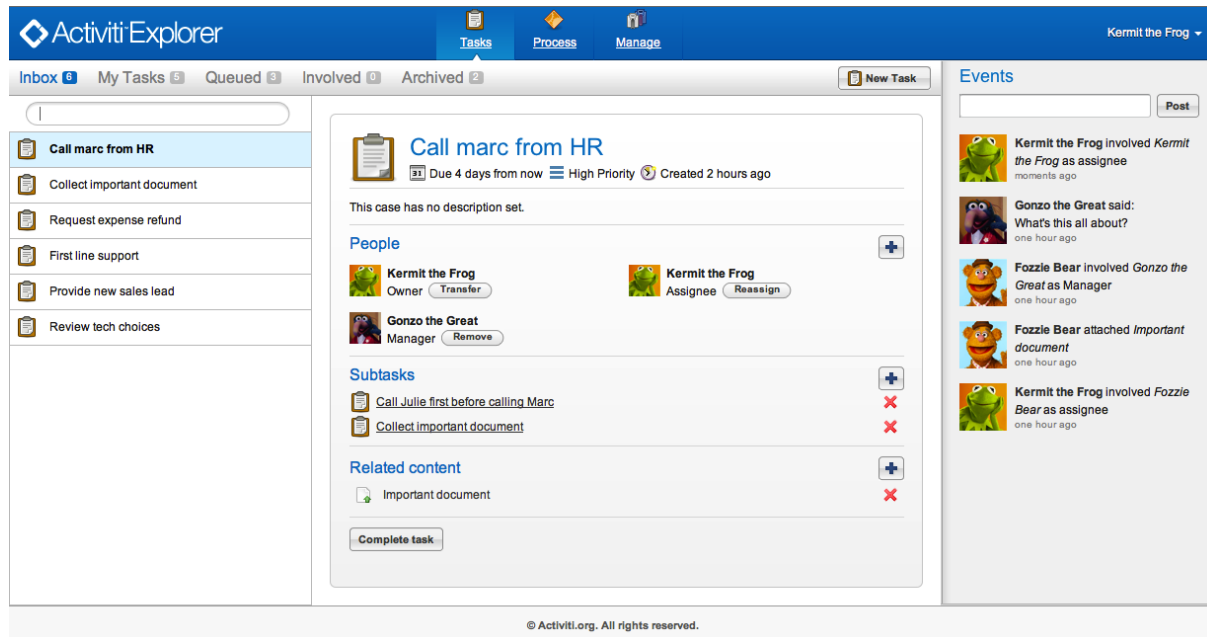 Activiti Explorer
Tasks
Process
Manage
Kermit the Frog
Inbox 6 My Tasks 5 Queued 3 Involved 0 Archived 2
New Task
Call marc from HR
Collect important document
Request expense refund
First line support
Provide new sales lead
Review tech choices
Call marc from HR
31 Due 4 days from now High Priority Created 2 hours ago
This case has no description set.
People
Kermit the Frog
Owner Transfer
Kermit the Frog
Assignee Reassign
Gonzo the Great
Manager Remove
Subtasks
Call Julie first before calling Marc
Collect important document
Related content
Important document
Complete task
Events
Post
Kermit the Frog involved Kermit
the Frog as assignee
moments ago
Gonzo the Great said:
What's this all about?
one hour ago
Fozzie Bear involved Gonzo the
Great as Manager
one hour ago
Fozzie Bear attached Important
document
one hour ago
Kermit the Frog involved Fozzie
Bear as assignee
one hour ago
© Activiti.org. All rights reserved.